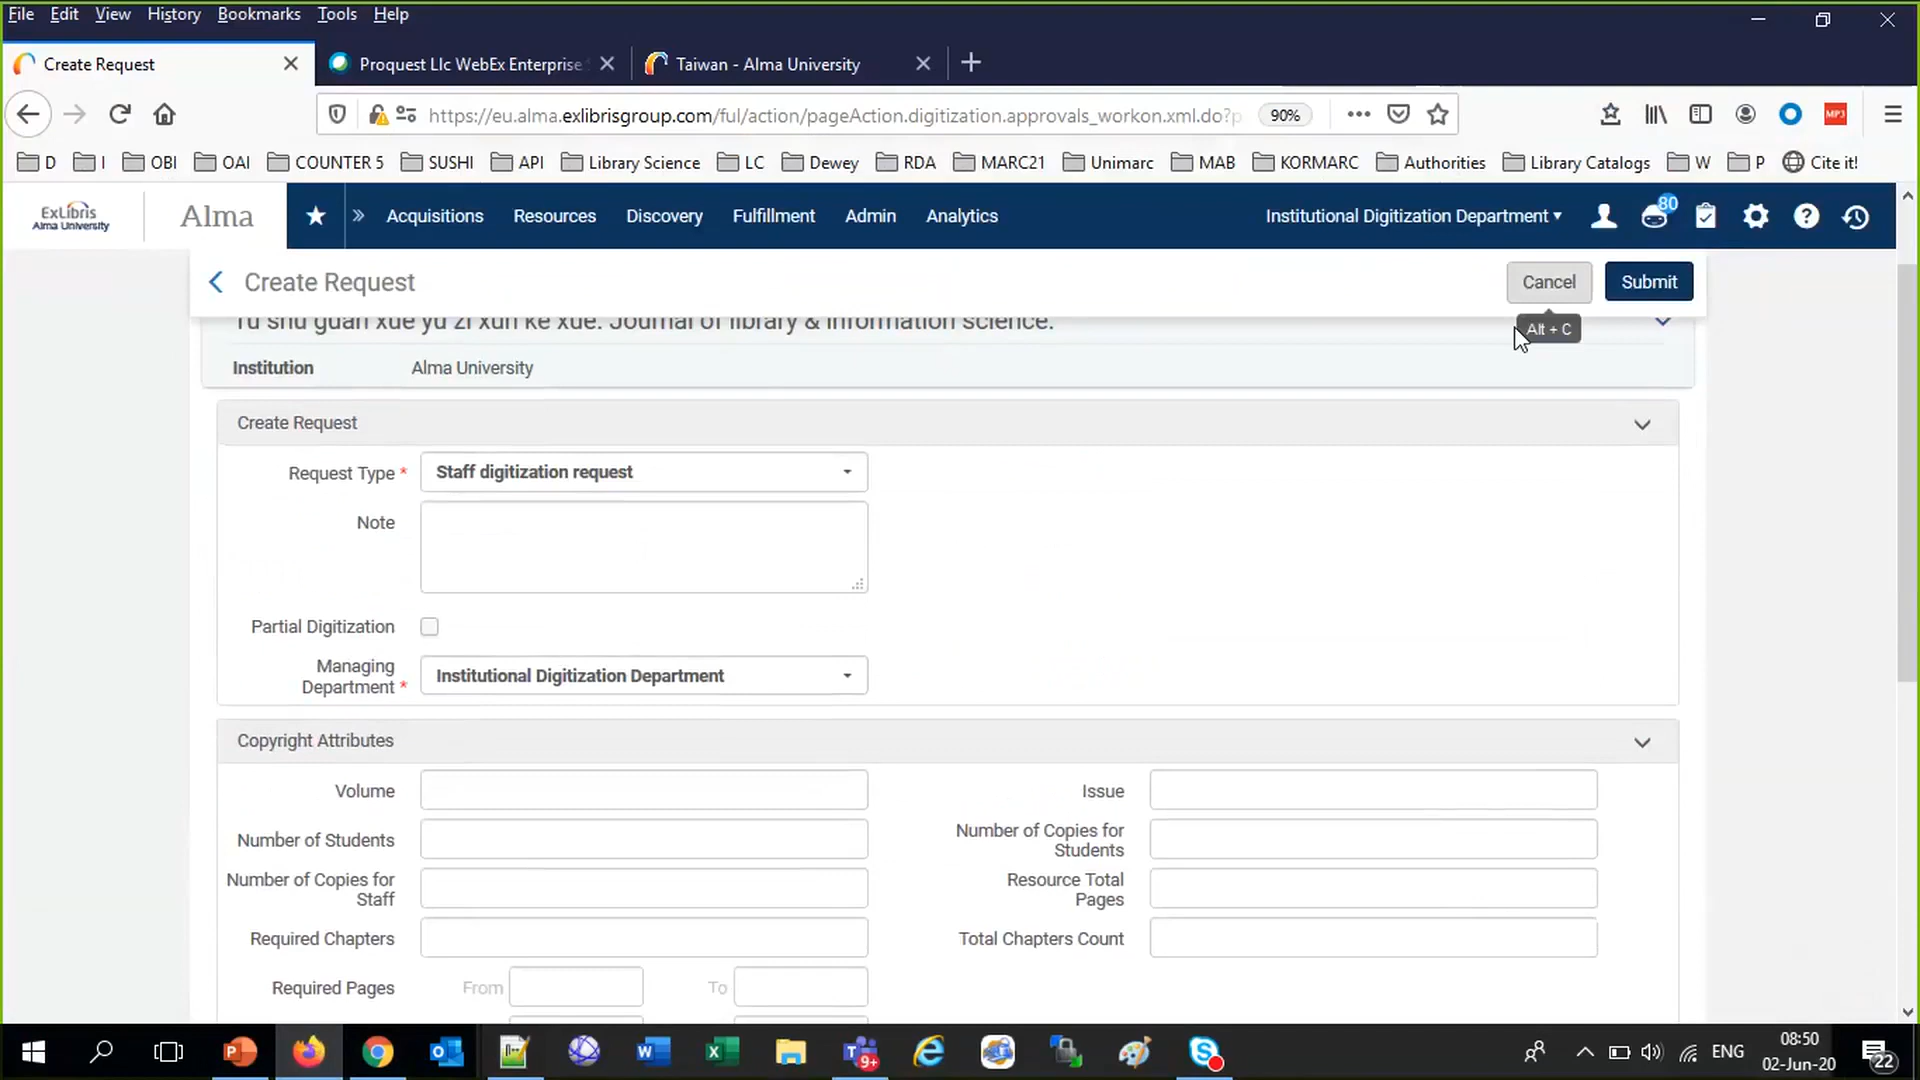 File Edit View History Bookmarks Tools Help
Create Request
Proquest Llc WebEx Enterprise
Taiwan - Alma University
https://eu.alma.exlibrisgroup.com/ful/action/pageAction.digitization.approvals_workon.xml.do?p
90%
MP3
D I OBI OAI COUNTER 5 SUSHI API Library Science LC Dewey RDA MARC21 Unimarc MAB KORMARC Authorities Library Catalogs W P Cite it!
ExLibris
Alma University
Alma
Acquisitions Resources Discovery Fulfillment Admin Analytics
Institutional Digitization Department
80
Create Request
Cancel
Submit
Alt + C
Tu shu guan xue yu zi xun ke xue. Journal of library & information science.
Institution Alma University
Create Request
Request Type * Staff digitization request
Note
Partial Digitization
Managing
Department * Institutional Digitization Department
Copyright Attributes
Volume
Issue
Number of Students
Number of Copies for
Students
Number of Copies for
Staff
Resource Total
Pages
Required Chapters
Total Chapters Count
Required Pages From To
9+
ENG
08:50
02-Jun-20
22